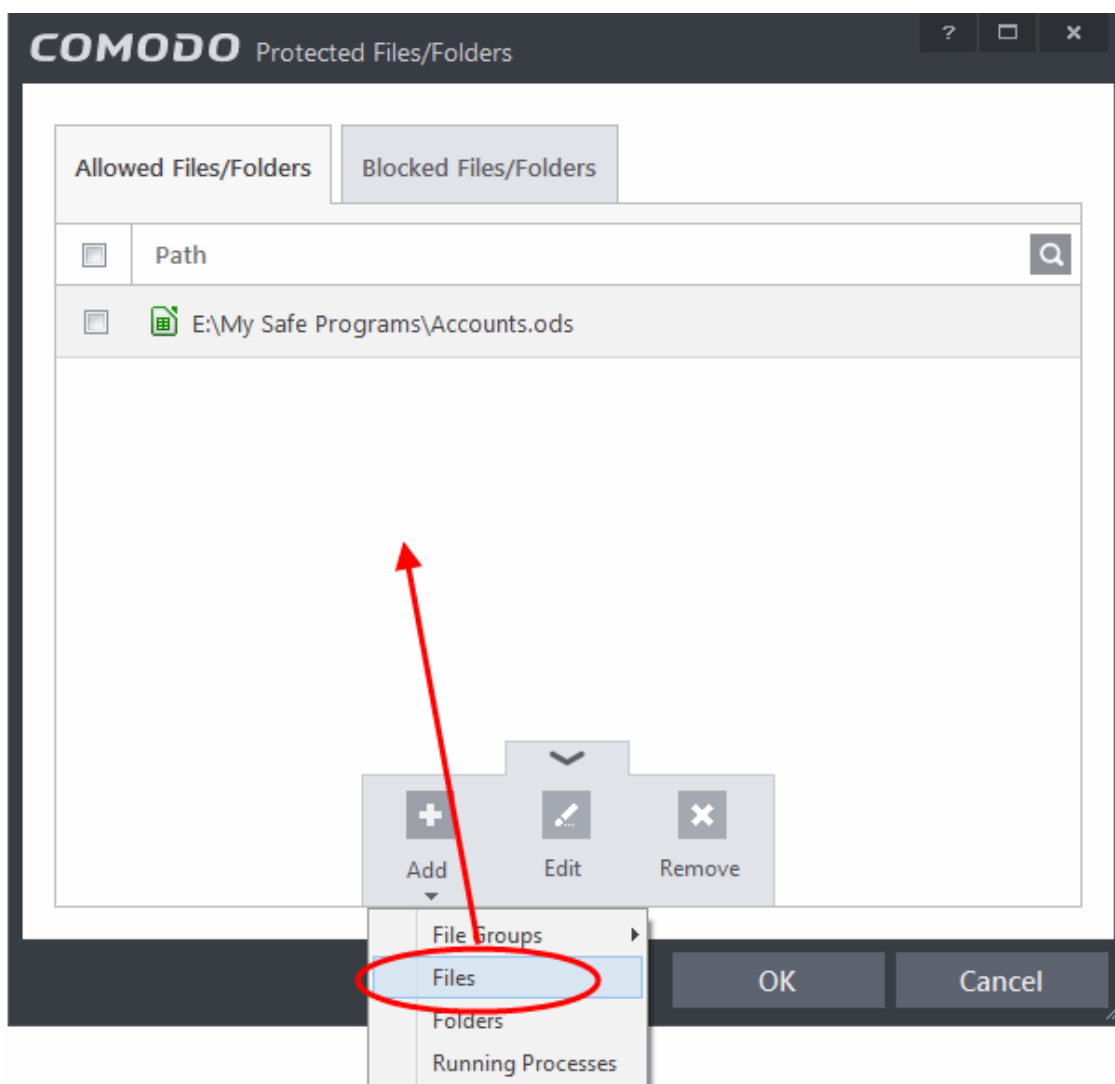 COMODO Protected Files/Folders
Allowed Files/Folders
Blocked Files/Folders
Path
E:\My Safe Programs\Accounts.ods
Add
Edit
Remove
File Groups
Files
Folders
Running Processes
OK
Cancel